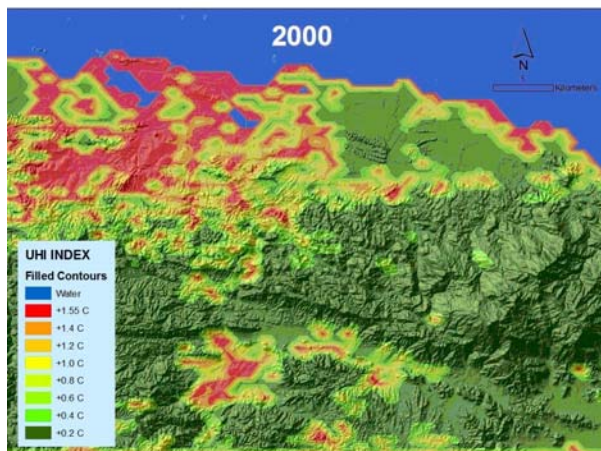 2000
N
Kilometers
UHI INDEX
Filled Contours
Water
+1.55 C
+1.4 C
+1.2 C
+1.0 C
+0.8 C
+0.6 C
+0.4 C
+0.2 C